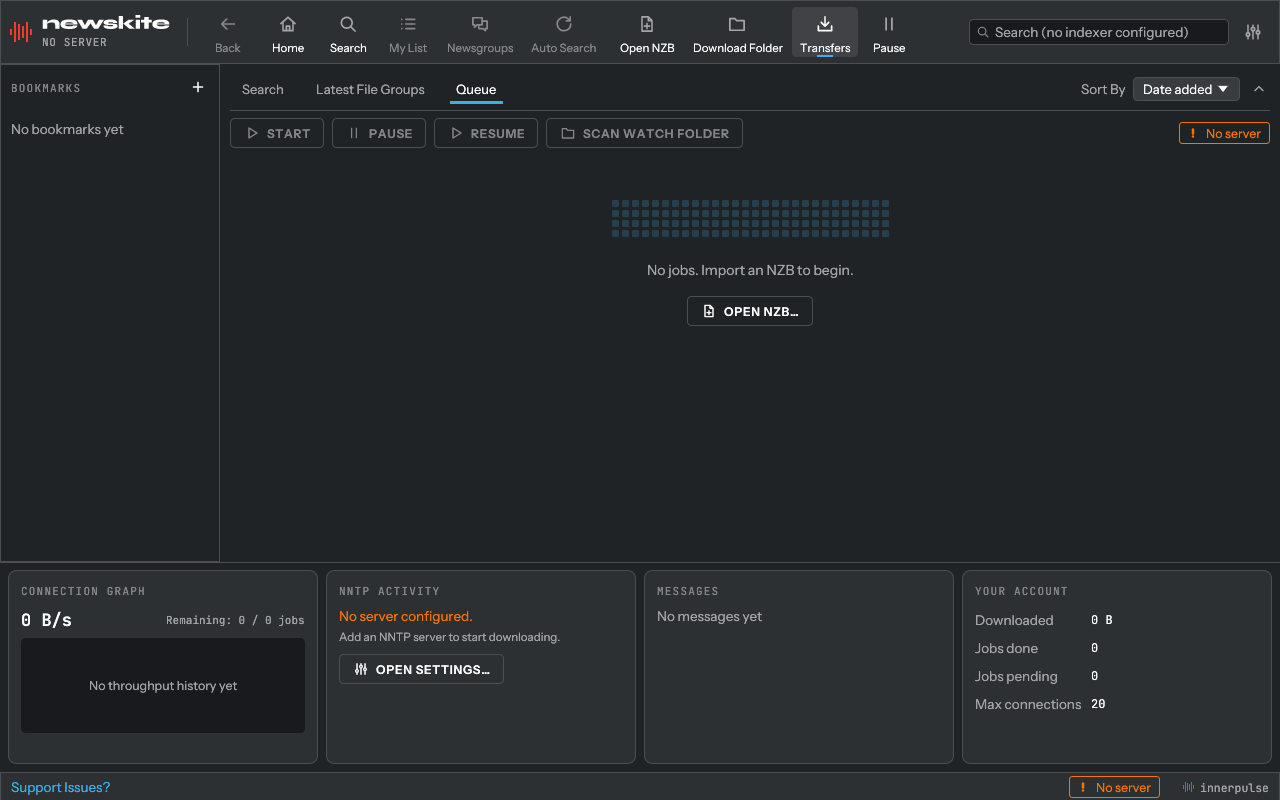 newskite
NO SERVER
Back
Home
Search
My List
Newsgroups
Auto Search
Open NZB
Download Folder
Transfers
Pause
Search (no indexer configured)
BOOKMARKS
No bookmarks yet
Search
Latest File Groups
Queue
Sort By
Date added
START
PAUSE
RESUME
SCAN WATCH FOLDER
! No server
No jobs. Import an NZB to begin.
OPEN NZB…
CONNECTION GRAPH
0 B/s
Remaining: 0 / 0 jobs
No throughput history yet
NNTP ACTIVITY
No server configured.
Add an NNTP server to start downloading.
OPEN SETTINGS…
MESSAGES
No messages yet
YOUR ACCOUNT
Downloaded 0 B
Jobs done 0
Jobs pending 0
Max connections 20
Support Issues?
! No server
innerpulse